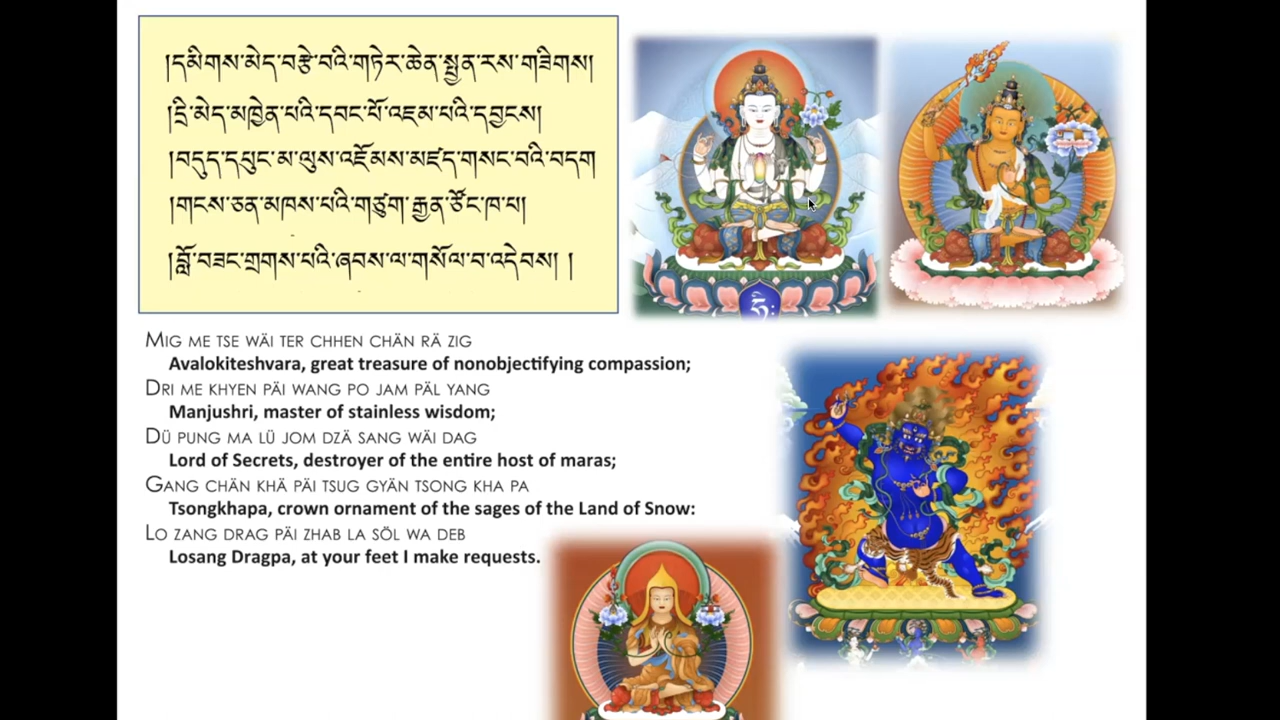 །དམིགས་མེད་བརྩེ་བའི་གཏེར་ཆེན་སྤྱན་རས་གཟིགས།
།དྲི་མེད་མཁྱེན་པའི་དབང་པོ་འཇམ་པའི་དབྱངས།
།བདུད་དཔུང་མ་ལུས་འཇོམས་མཛད་གསང་བའི་བདག
།གངས་ཅན་མཁས་པའི་གཙུག་རྒྱན་ཙོང་ཁ་པ།
།བློ་བཟང་གྲགས་པའི་ཞབས་ལ་གསོལ་བ་འདེབས། །
MIG ME TSE WÄI TER CHHEN CHÄN RÄ ZIG
Avalokiteshvara, great treasure of nonobjectifying compassion;
DRI ME KHYEN PÄI WANG PO JAM PÄL YANG
Manjushri, master of stainless wisdom;
DÜ PUNG MA LÜ JOM DZÄ SANG WÄI DAG
Lord of Secrets, destroyer of the entire host of maras;
GANG CHÄN KHÄ PÄI TSUG GYÄN TSONG KHA PA
Tsongkhapa, crown ornament of the sages of the Land of Snow:
LO ZANG DRAG PÄI ZHAB LA SÖL WA DEB
Losang Dragpa, at your feet I make requests.
ཧྲཱིཿ